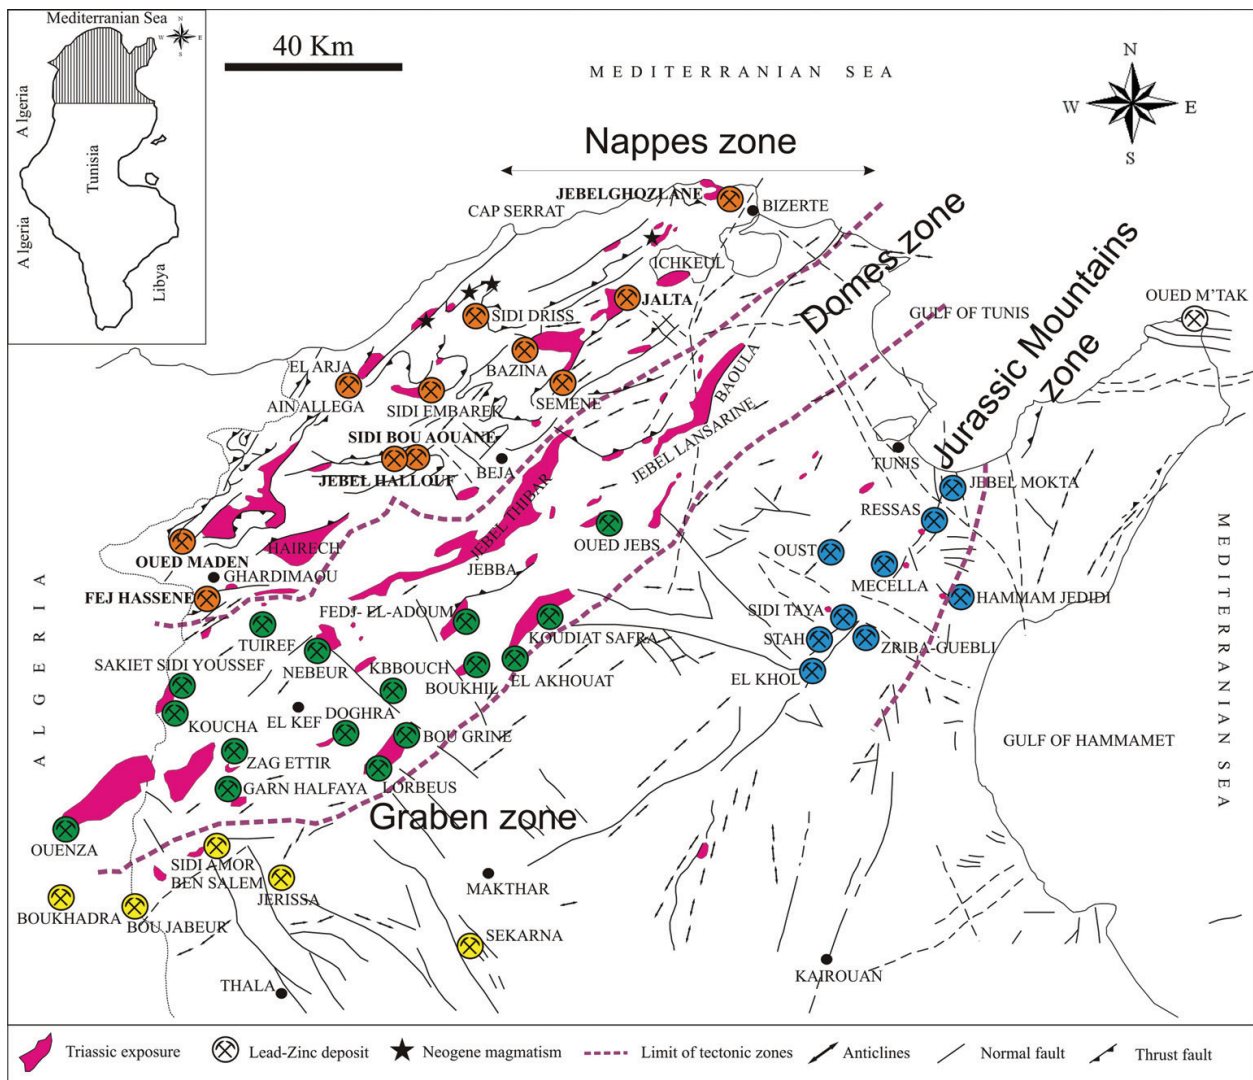 Mediterranian Sea
W
E
S
Algeria
Tunisia
Algeria
Libya
40 Km
MEDITERRANIAN SEA
N
W
E
S
Nappes zone
JEBELGHOZLANE
CAP SERRAT
BIZERTE
ICHKEUL
Domes zone
JALTA
SIDI DRISS
GULF OF TUNIS
OUED M'TAK
Jurassic Mountains
zone
EL ARJA
BAZINA
AIN ALLEGA
SIDI EMBAREK
SEMENE
BAOULA
JEBEL LANSARINE
SIDI BOU AOUANE
JEBEL HALLOUF
BEJA
TUNIS
JEBEL MOKTA
RESSAS
JEBEL THIBAR
HAIRECH
OUED MADEN
OUED JEBS
OUST
MECELLA
GHARDIMAOU
JEBBA
FEJ HASSENE
FEDJ- EL-ADOUM
HAMMAM JEDIDI
SIDI TAYA
TUIREF
KOUDIAT SAFRA
STAH
ZRIBA-GUEBLI
SAKIET SIDI YOUSSEF
NEBEUR
KBBOUCH
BOUKHIL
EL AKHOUAT
EL KHOL
ALGERIA
KOUCHA
EL KEF
DOGHRA
BOU GRINE
GULF OF HAMMAMET
MEDITERRANIAN SEA
ZAG ETTIR
GARN HALFAYA
LORBEUS
Graben zone
OUENZA
SIDI AMOR
BEN SALEM
JERISSA
MAKTHAR
BOUKHADRA
BOU JABEUR
SEKARNA
THALA
KAIROUAN
Triassic exposure
Lead-Zinc deposit
Neogene magmatism
Limit of tectonic zones
Anticlines
Normal fault
Thrust fault